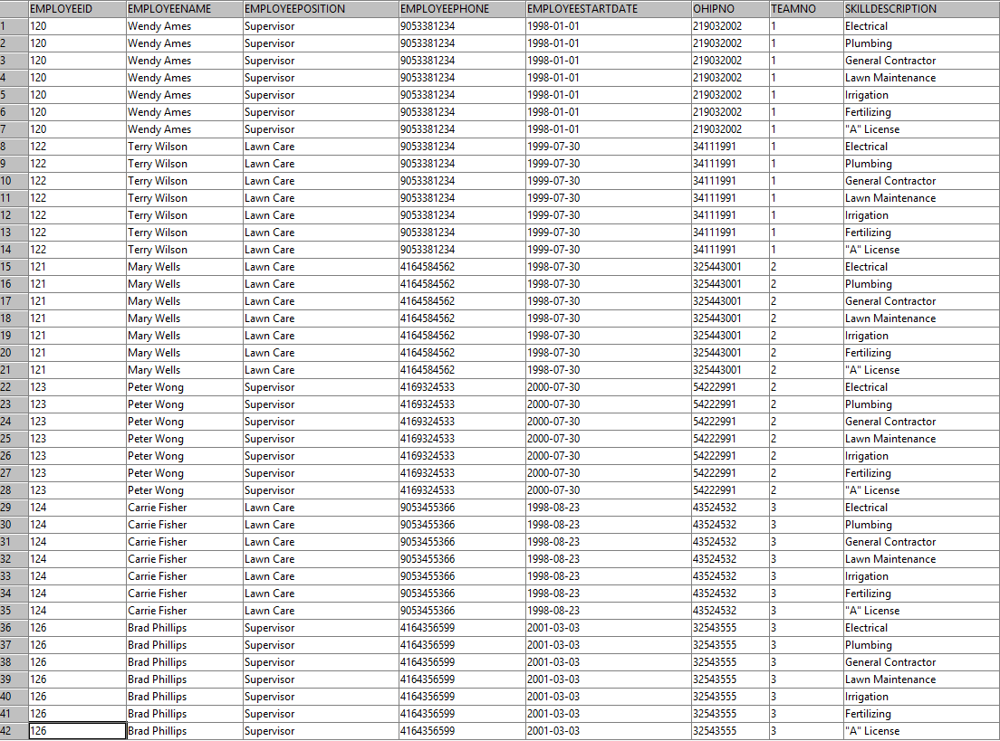 EMPLOYEEID EMPLOYEENAME EMPLOYEEPOSITION EMPLOYEEPHONE EMPLOYEESTARTDATE OHIPNO TEAMNO SKILLDESCRIPTION
1 120 Wendy Ames Supervisor 9053381234 1998-01-01 219032002 1 Electrical
2 120 Wendy Ames Supervisor 9053381234 1998-01-01 219032002 1 Plumbing
3 120 Wendy Ames Supervisor 9053381234 1998-01-01 219032002 1 General Contractor
4 120 Wendy Ames Supervisor 9053381234 1998-01-01 219032002 1 Lawn Maintenance
5 120 Wendy Ames Supervisor 9053381234 1998-01-01 219032002 1 Irrigation
6 120 Wendy Ames Supervisor 9053381234 1998-01-01 219032002 1 Fertilizing
7 120 Wendy Ames Supervisor 9053381234 1998-01-01 219032002 1 "A" License
8 122 Terry Wilson Lawn Care 9053381234 1999-07-30 34111991 1 Electrical
9 122 Terry Wilson Lawn Care 9053381234 1999-07-30 34111991 1 Plumbing
10 122 Terry Wilson Lawn Care 9053381234 1999-07-30 34111991 1 General Contractor
11 122 Terry Wilson Lawn Care 9053381234 1999-07-30 34111991 1 Lawn Maintenance
12 122 Terry Wilson Lawn Care 9053381234 1999-07-30 34111991 1 Irrigation
13 122 Terry Wilson Lawn Care 9053381234 1999-07-30 34111991 1 Fertilizing
14 122 Terry Wilson Lawn Care 9053381234 1999-07-30 34111991 1 "A" License
15 121 Mary Wells Lawn Care 4164584562 1998-07-30 325443001 2 Electrical
16 121 Mary Wells Lawn Care 4164584562 1998-07-30 325443001 2 Plumbing
17 121 Mary Wells Lawn Care 4164584562 1998-07-30 325443001 2 General Contractor
18 121 Mary Wells Lawn Care 4164584562 1998-07-30 325443001 2 Lawn Maintenance
19 121 Mary Wells Lawn Care 4164584562 1998-07-30 325443001 2 Irrigation
20 121 Mary Wells Lawn Care 4164584562 1998-07-30 325443001 2 Fertilizing
21 121 Mary Wells Lawn Care 4164584562 1998-07-30 325443001 2 "A" License
22 123 Peter Wong Supervisor 4169324533 2000-07-30 54222991 2 Electrical
23 123 Peter Wong Supervisor 4169324533 2000-07-30 54222991 2 Plumbing
24 123 Peter Wong Supervisor 4169324533 2000-07-30 54222991 2 General Contractor
25 123 Peter Wong Supervisor 4169324533 2000-07-30 54222991 2 Lawn Maintenance
26 123 Peter Wong Supervisor 4169324533 2000-07-30 54222991 2 Irrigation
27 123 Peter Wong Supervisor 4169324533 2000-07-30 54222991 2 Fertilizing
28 123 Peter Wong Supervisor 4169324533 2000-07-30 54222991 2 "A" License
29 124 Carrie Fisher Lawn Care 9053455366 1998-08-23 43524532 3 Electrical
30 124 Carrie Fisher Lawn Care 9053455366 1998-08-23 43524532 3 Plumbing
31 124 Carrie Fisher Lawn Care 9053455366 1998-08-23 43524532 3 General Contractor
32 124 Carrie Fisher Lawn Care 9053455366 1998-08-23 43524532 3 Lawn Maintenance
33 124 Carrie Fisher Lawn Care 9053455366 1998-08-23 43524532 3 Irrigation
34 124 Carrie Fisher Lawn Care 9053455366 1998-08-23 43524532 3 Fertilizing
35 124 Carrie Fisher Lawn Care 9053455366 1998-08-23 43524532 3 "A" License
36 126 Brad Phillips Supervisor 4164356599 2001-03-03 32543555 3 Electrical
37 126 Brad Phillips Supervisor 4164356599 2001-03-03 32543555 3 Plumbing
38 126 Brad Phillips Supervisor 4164356599 2001-03-03 32543555 3 General Contractor
39 126 Brad Phillips Supervisor 4164356599 2001-03-03 32543555 3 Lawn Maintenance
40 126 Brad Phillips Supervisor 4164356599 2001-03-03 32543555 3 Irrigation
41 126 Brad Phillips Supervisor 4164356599 2001-03-03 32543555 3 Fertilizing
42 126 Brad Phillips Supervisor 4164356599 2001-03-03 32543555 3 "A" License